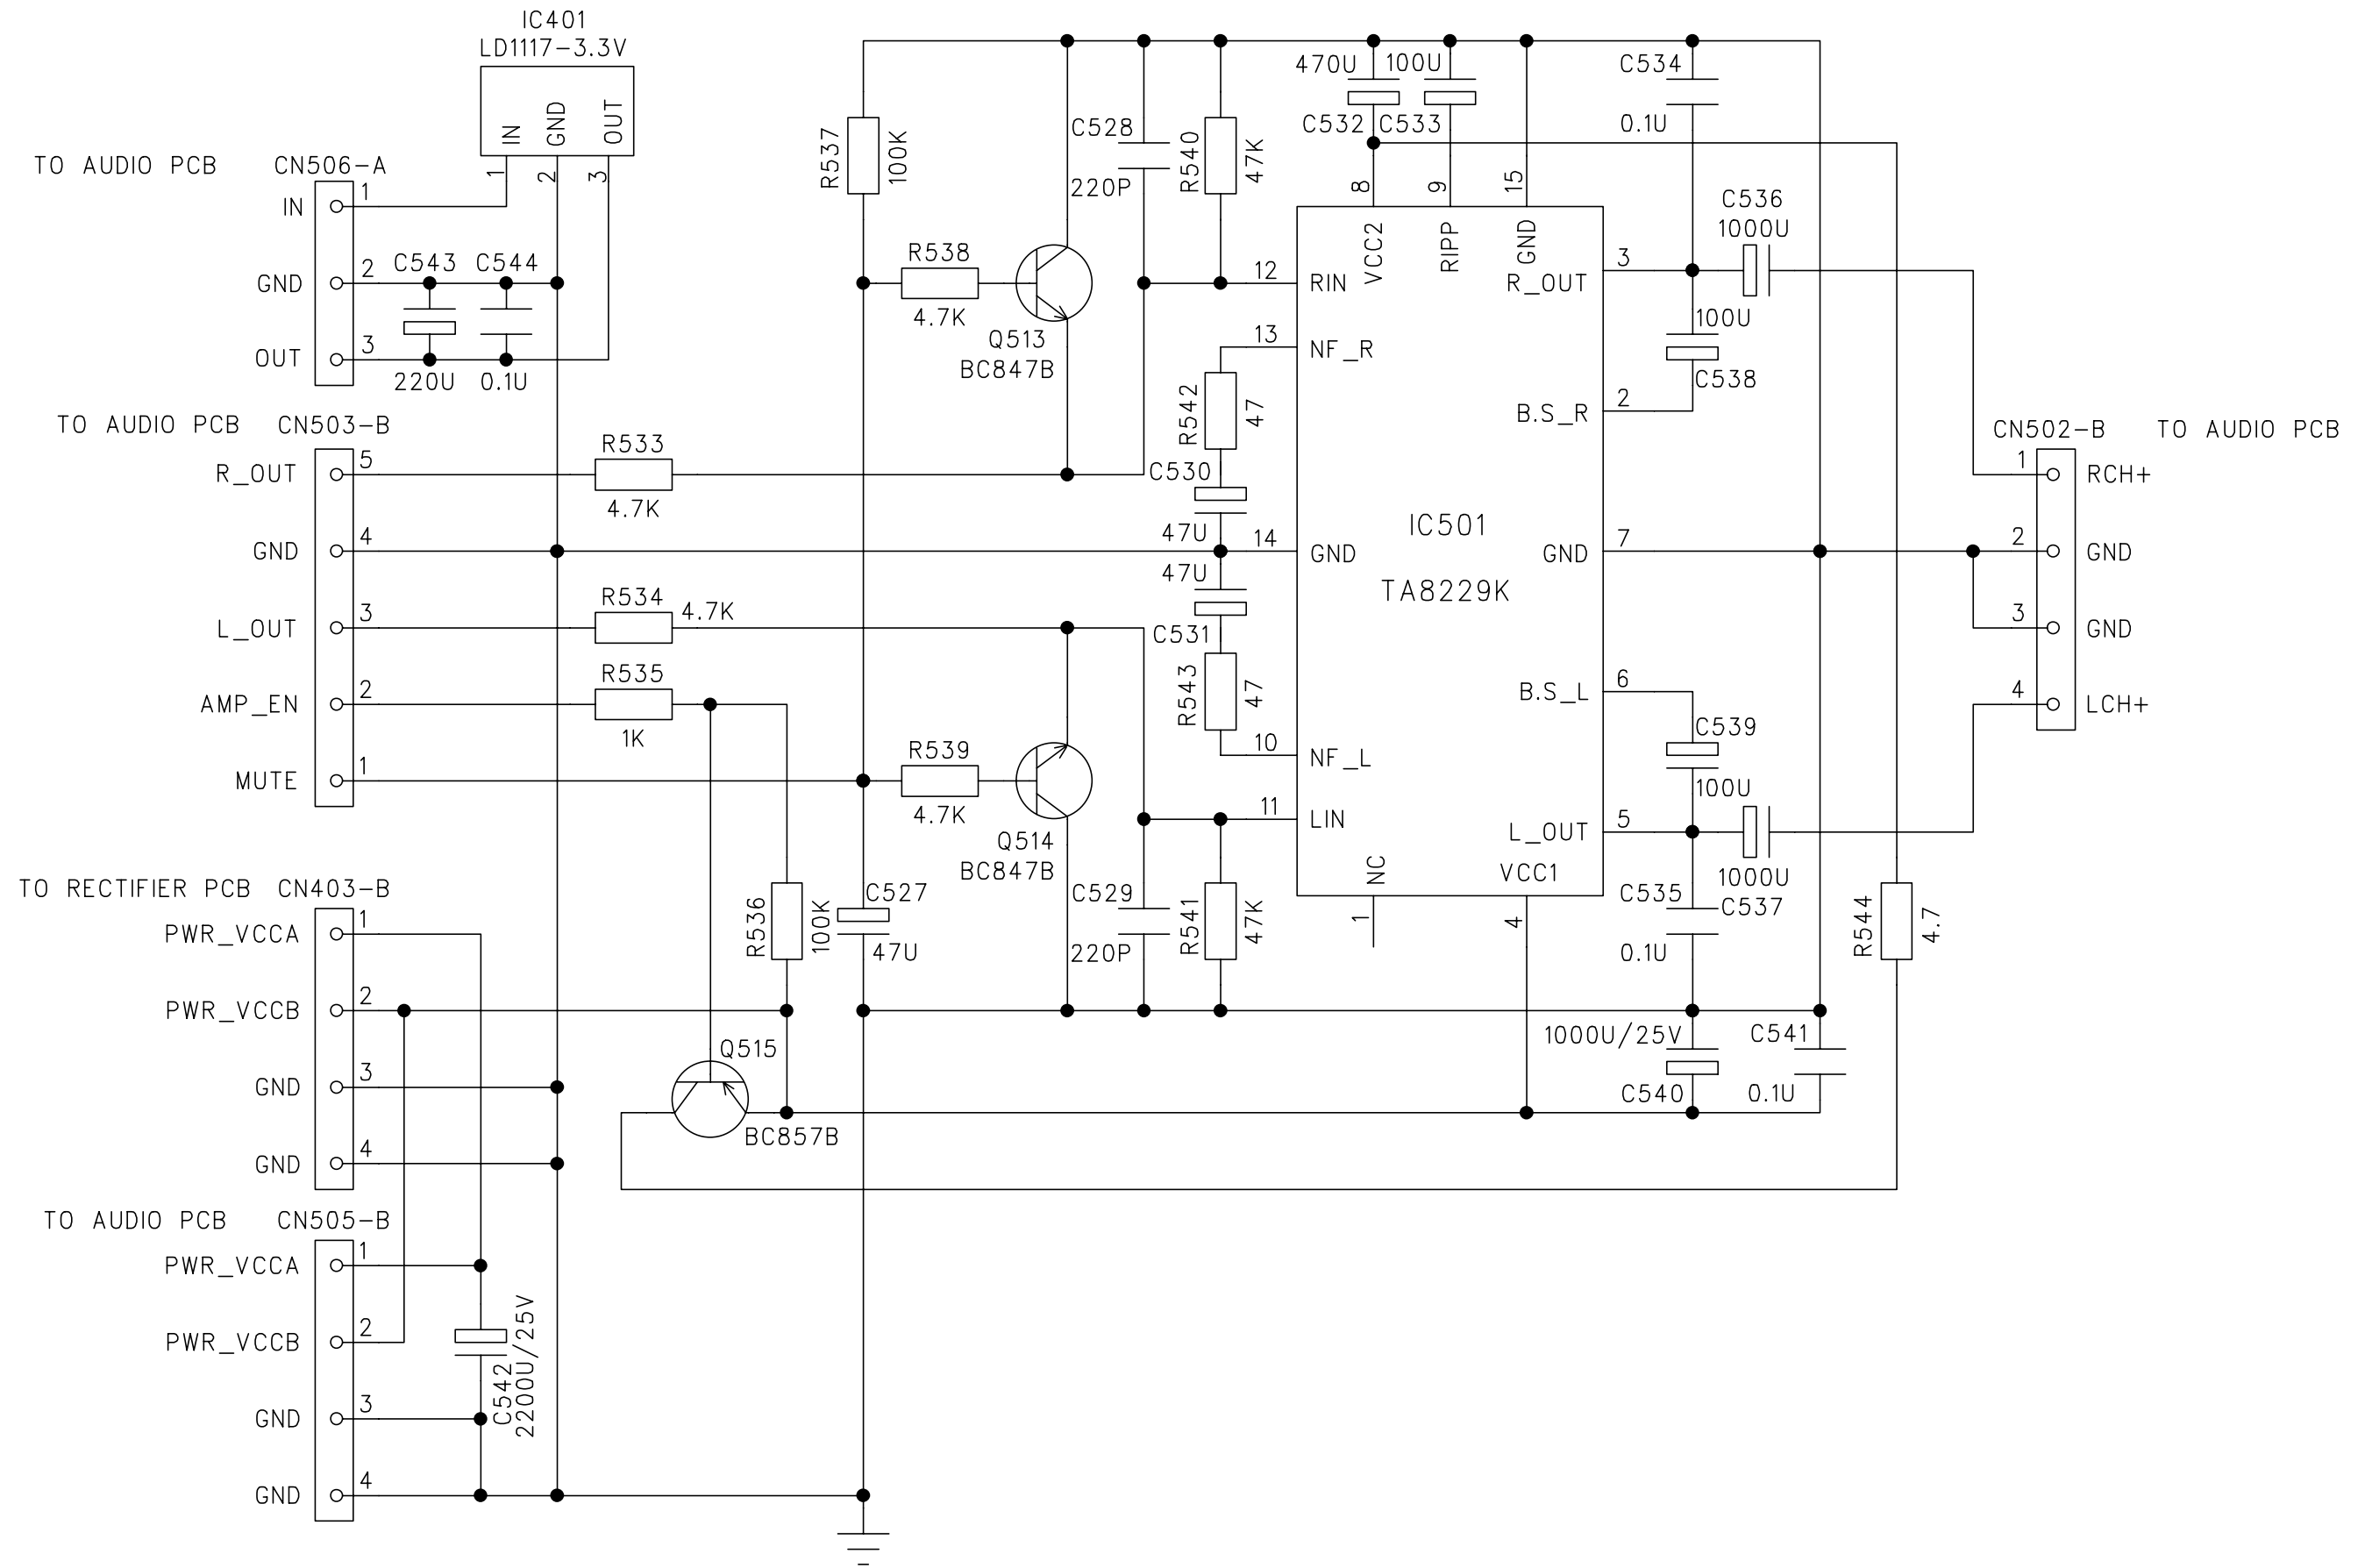 IC401
LD1117-3.3V
IN
GND
OUT
1
2
3
TO AUDIO PCB
CN506-A
IN
1
GND
2
OUT
3
C543
C544
220U
0.1U
TO AUDIO PCB
CN503-B
R_OUT
5
GND
4
L_OUT
3
AMP_EN
2
MUTE
1
R533
4.7K
R534
4.7K
R535
1K
TO RECTIFIER PCB
CN403-B
PWR_VCCA
1
PWR_VCCB
2
GND
3
GND
4
TO AUDIO PCB
CN505-B
PWR_VCCA
1
PWR_VCCB
2
GND
3
GND
4
C542
2200U/25V
R537
100K
R538
4.7K
Q513
BC847B
C528
220P
R540
47K
R539
4.7K
Q514
BC847B
R536
100K
C527
47U
C529
220P
R541
47K
Q515
BC857B
R542
47
C530
47U
47U
C531
R543
47
470U
100U
C532
C533
8
9
15
VCC2
RIPP
GND
12
RIN
13
NF_R
14
GND
10
NF_L
11
LIN
NC
1
VCC1
4
IC501
TA8229K
R_OUT
3
B.S_R
2
GND
7
B.S_L
6
L_OUT
5
C534
0.1U
C536
1000U
100U
C538
C539
100U
1000U
C537
C535
0.1U
1000U/25V
C540
C541
0.1U
R544
4.7
CN502-B
TO AUDIO PCB
1
RCH+
2
GND
3
GND
4
LCH+